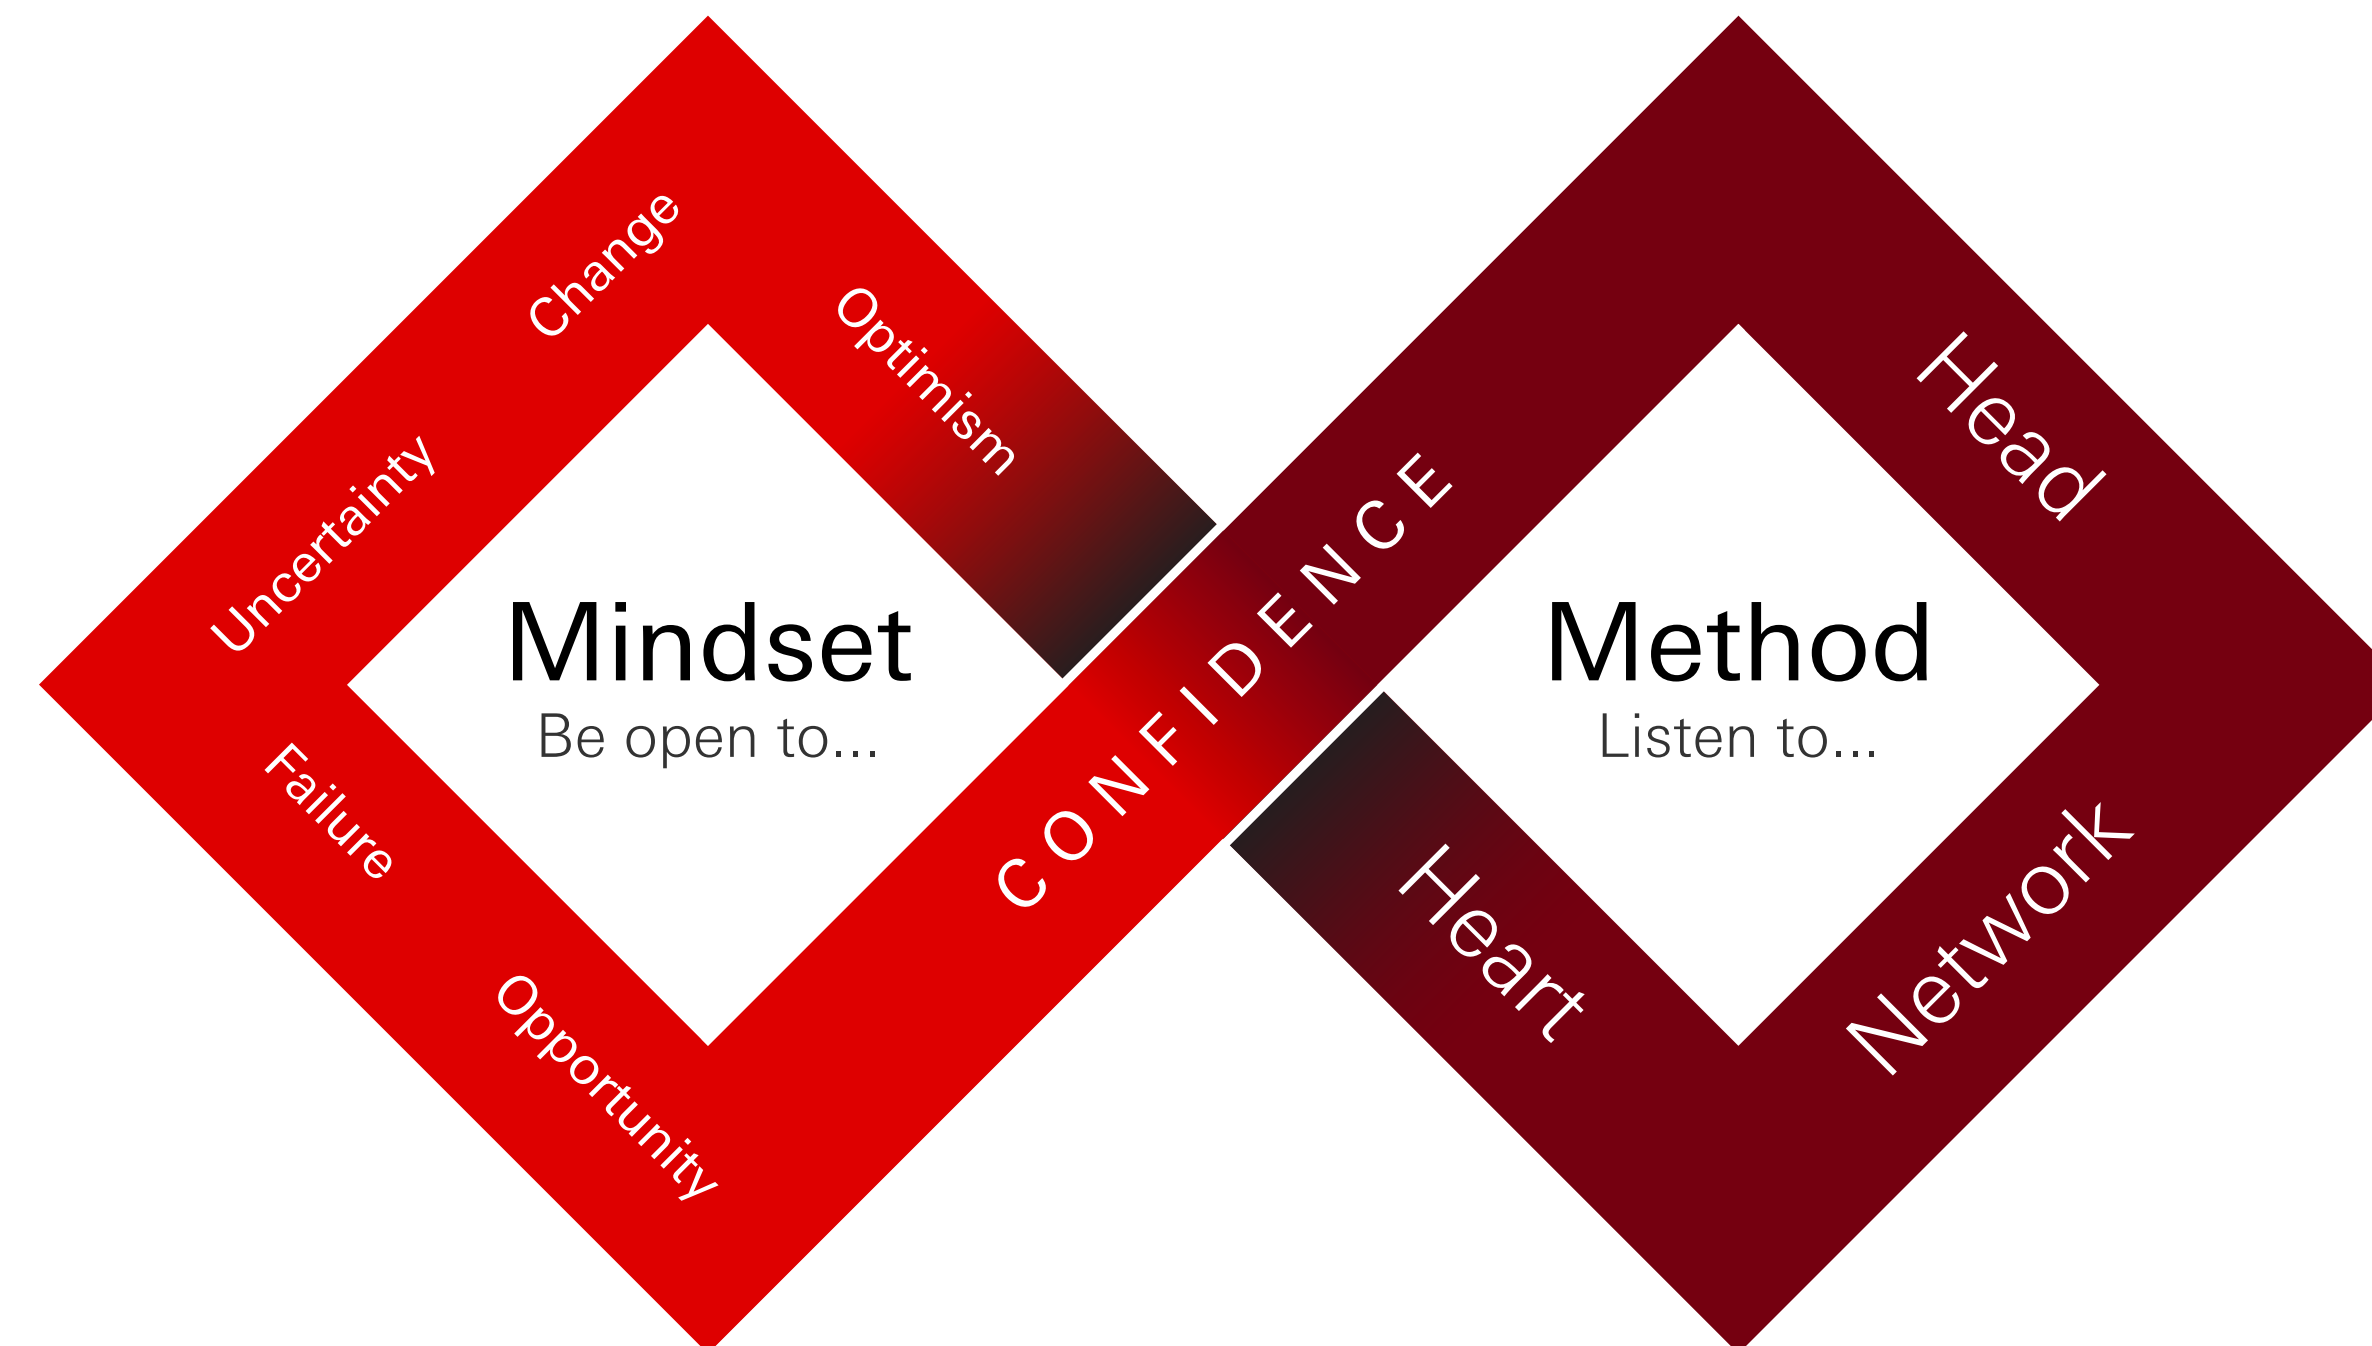 Change
Optimism
Uncertainty
Mindset
Be open to...
Failure
Opportunity
CONFIDENCE
Head
Method
Listen to...
Heart
Network